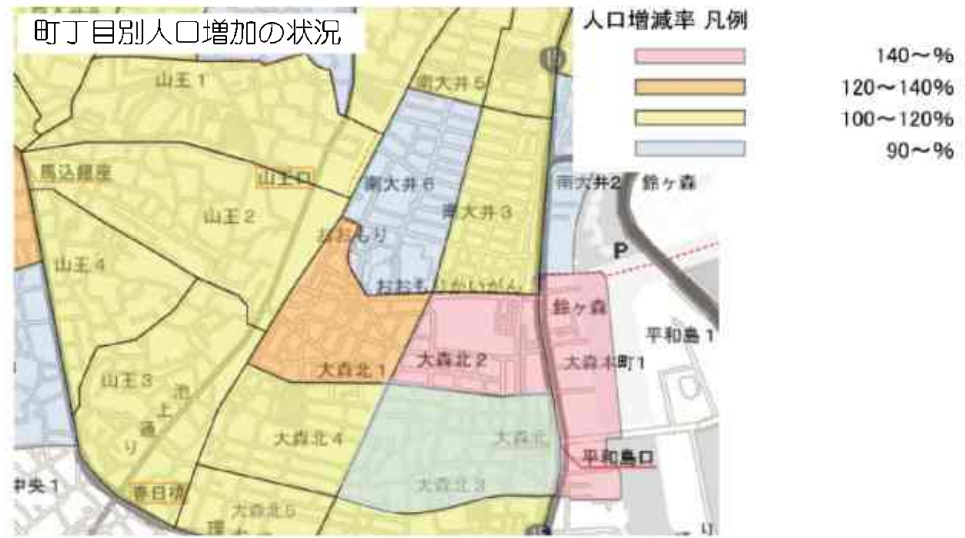 町丁目別人口増加の状況
人口増減率 凡例
140～%
120～140%
100～120%
90～%
山王1
南大井5
馬込銀座
山王口
南大井6
南大井2
鈴ヶ森
山王2
南大井3
おおもり
P
山王4
おおもりかいがん
鈴ヶ森
平和島1
大森北1
大森北2
大森本町1
山王3
池上通り
大森北4
大森北
平和島口
中央1
春日橋
大森北3
大森北5